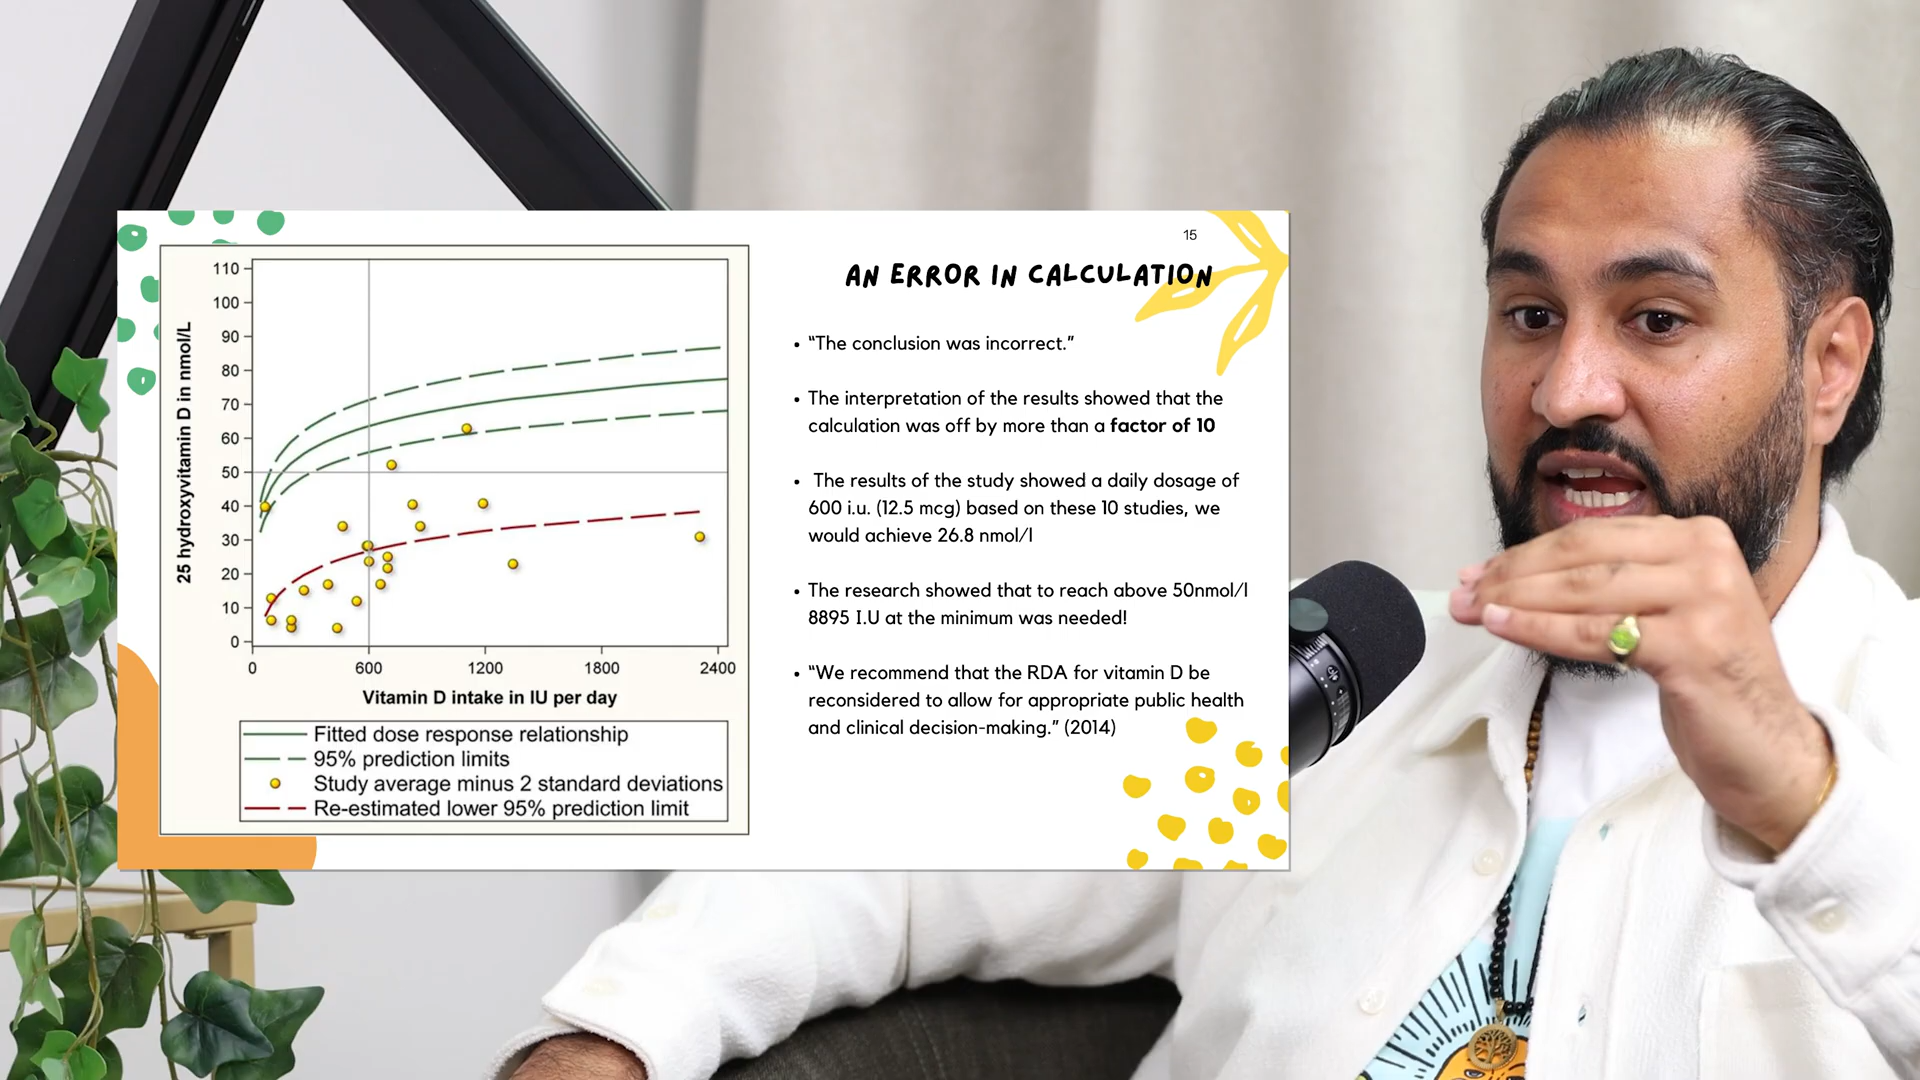 15
AN ERROR IN CALCULATION
110
100
90
80
70
60
50
40
30
20
10
0
25 hydroxyvitamin D in nmol/L
0 600 1200 1800 2400
Vitamin D intake in IU per day
Fitted dose response relationship
95% prediction limits
Study average minus 2 standard deviations
Re-estimated lower 95% prediction limit
• “The conclusion was incorrect.”
• The interpretation of the results showed that the
calculation was off by more than a factor of 10
• The results of the study showed a daily dosage of
600 i.u. (12.5 mcg) based on these 10 studies, we
would achieve 26.8 nmol/l
• The research showed that to reach above 50nmol/l
8895 I.U at the minimum was needed!
• “We recommend that the RDA for vitamin D be
reconsidered to allow for appropriate public health
and clinical decision-making.” (2014)